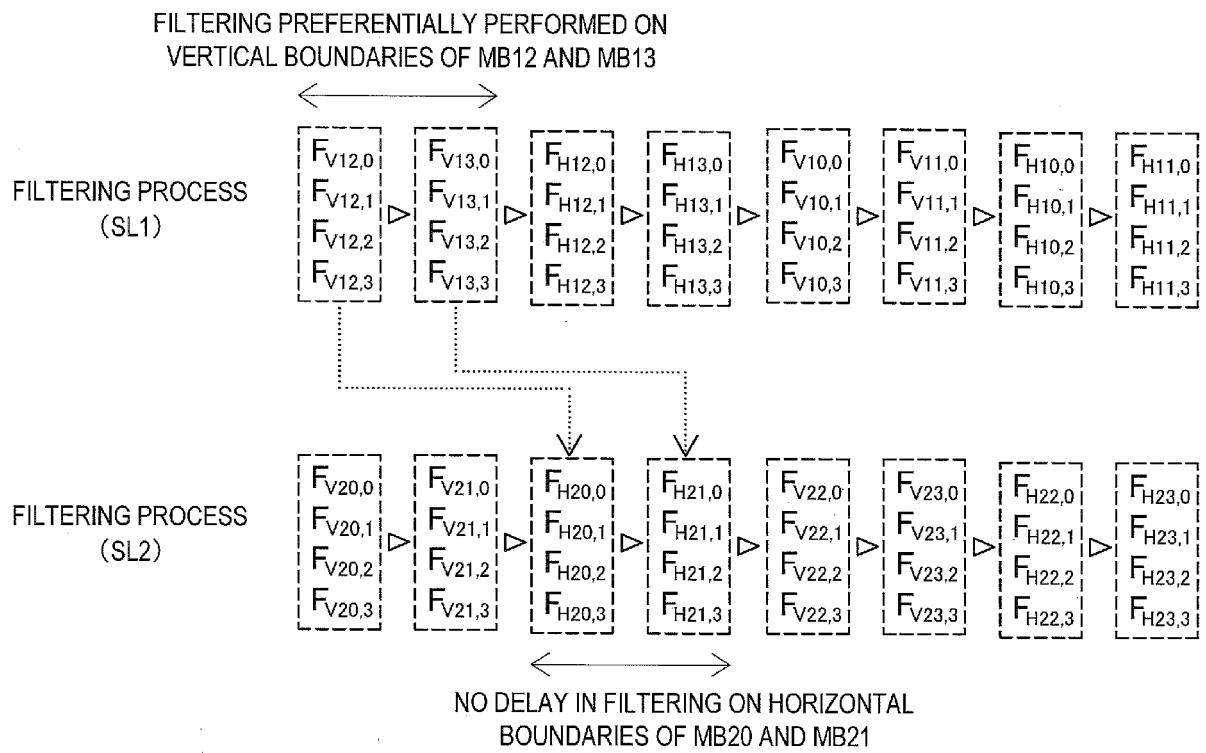 FILTERING PREFERENTIALLY PERFORMED ON
VERTICAL BOUNDARIES OF MB12 AND MB13
FILTERING PROCESS
(SL1)
FV12,0 FV13,0 FH12,0 FH13,0 FV10,0 FV11,0 FH10,0 FH11,0
FV12,1 FV13,1 FH12,1 FH13,1 FV10,1 FV11,1 FH10,1 FH11,1
FV12,2 FV13,2 FH12,2 FH13,2 FV10,2 FV11,2 FH10,2 FH11,2
FV12,3 FV13,3 FH12,3 FH13,3 FV10,3 FV11,3 FH10,3 FH11,3
FILTERING PROCESS
(SL2)
FV20,0 FV21,0 FH20,0 FH21,0 FV22,0 FV23,0 FH22,0 FH23,0
FV20,1 FV21,1 FH20,1 FH21,1 FV22,1 FV23,1 FH22,1 FH23,1
FV20,2 FV21,2 FH20,2 FH21,2 FV22,2 FV23,2 FH22,2 FH23,2
FV20,3 FV21,3 FH20,3 FH21,3 FV22,3 FV23,3 FH22,3 FH23,3
NO DELAY IN FILTERING ON HORIZONTAL
BOUNDARIES OF MB20 AND MB21